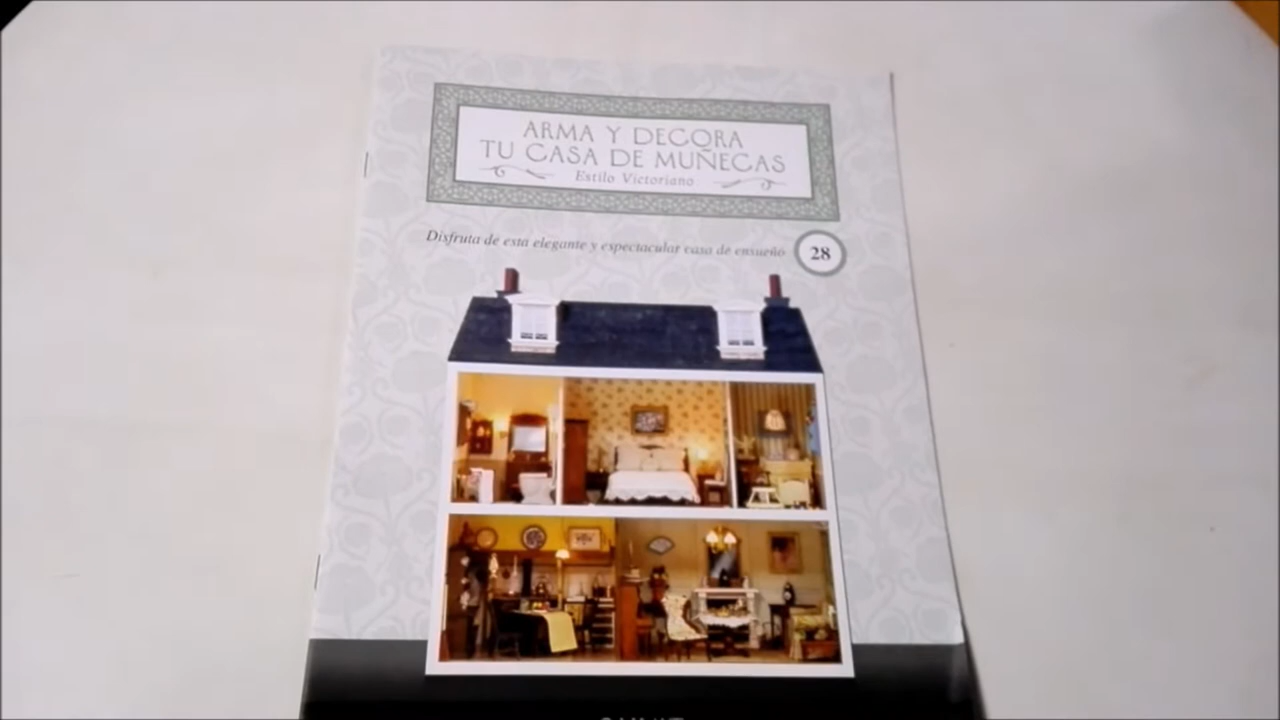 ARMA Y DECORA
TU CASA DE MUÑECAS
Estilo Victoriano
Disfruta de esta elegante y espectacular casa de ensueño
28